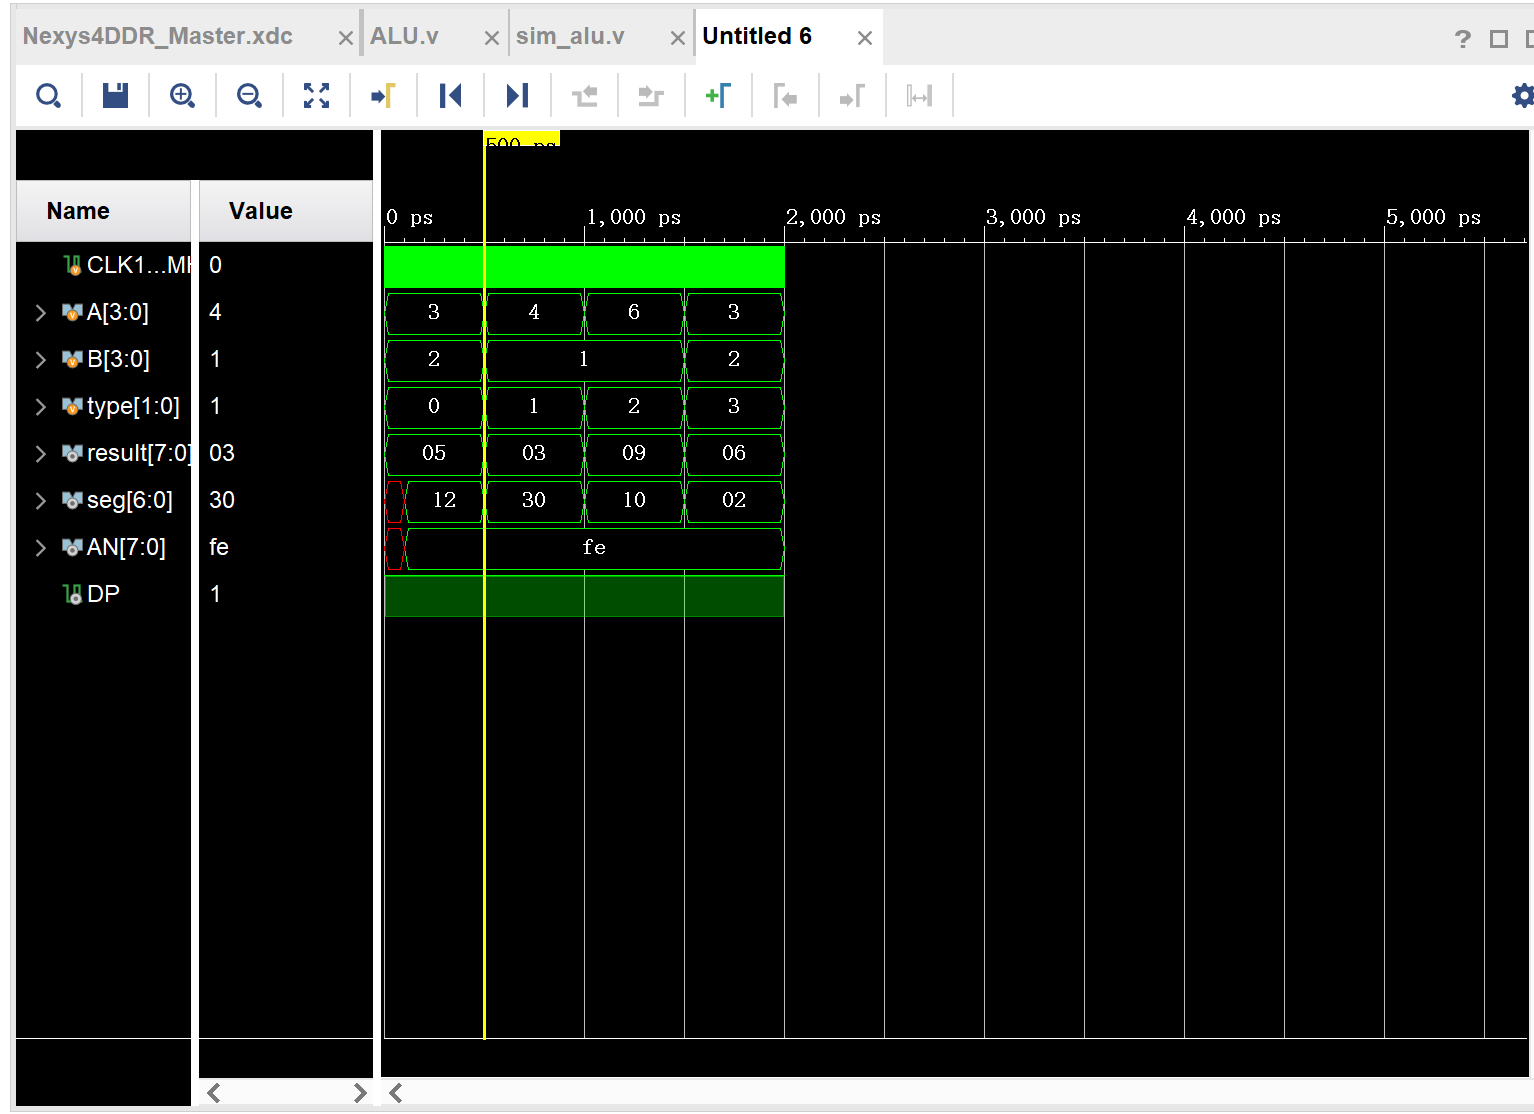 Nexys4DDR_Master.xdc ALU.v sim_alu.v Untitled 6
500 ps
Name Value
0 ps 1,000 ps 2,000 ps 3,000 ps 4,000 ps 5,000 ps
CLK1...MH 0
A[3:0] 4 3 4 6 3
B[3:0] 1 2 1 2
type[1:0] 1 0 1 2 3
result[7:0] 03 05 03 09 06
seg[6:0] 30 12 30 10 02
AN[7:0] fe fe
DP 1